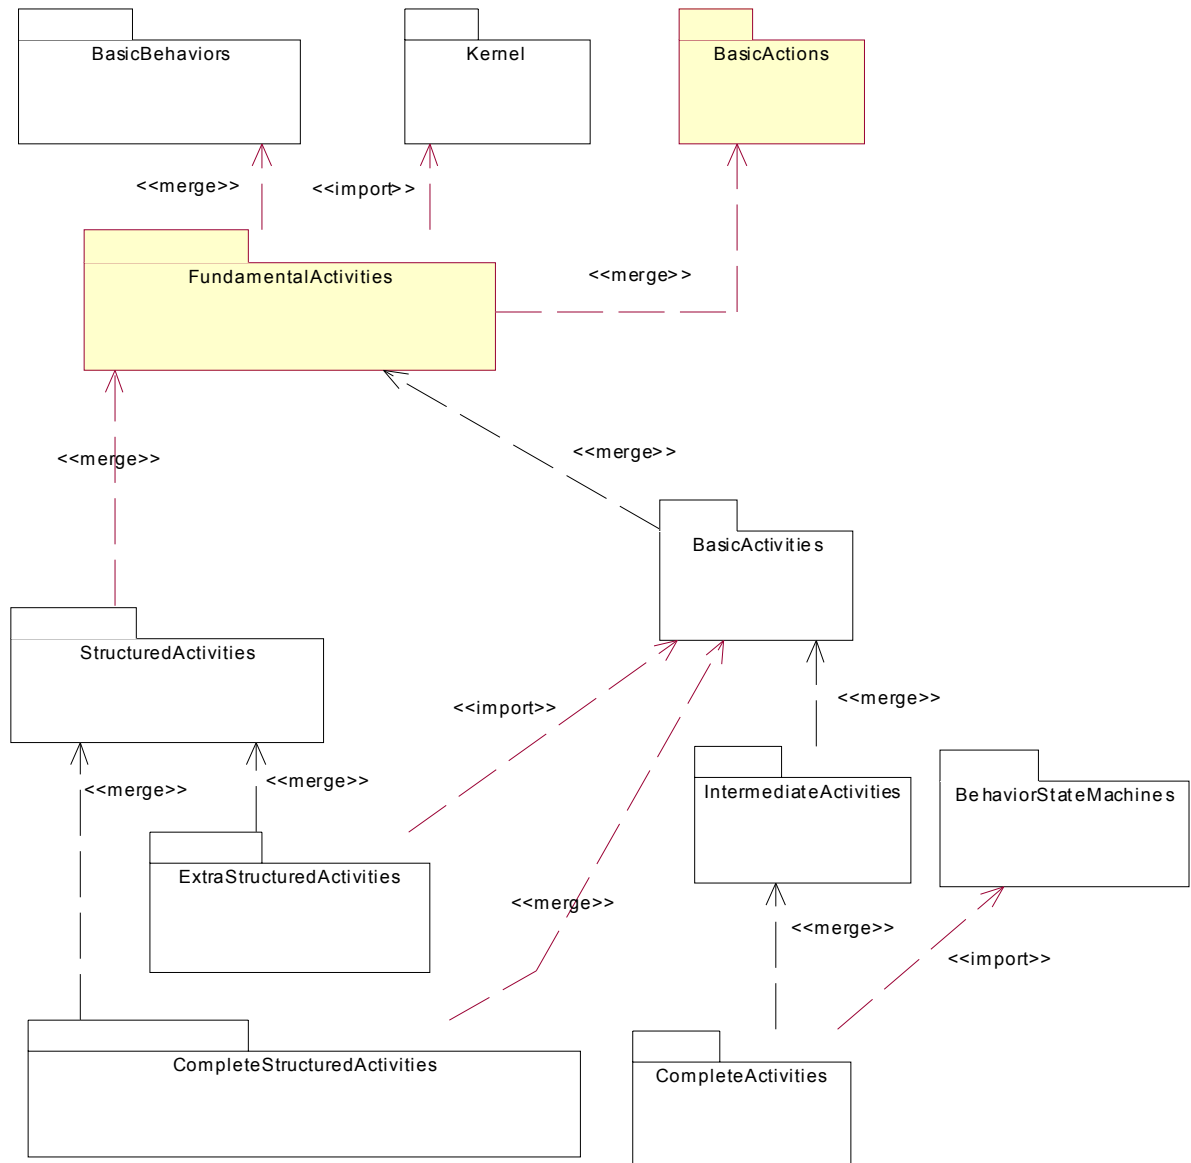 BasicBehaviors
Kernel
BasicActions
<<merge>>
<<import>>
<<merge>>
FundamentalActivities
<<merge>>
<<merge>>
BasicActivities
StructuredActivities
<<import>>
<<merge>>
<<merge>>
<<merge>>
IntermediateActivities
BehaviorStateMachines
ExtraStructuredActivities
<<merge>>
<<merge>>
<<import>>
CompleteStructuredActivities
CompleteActivities